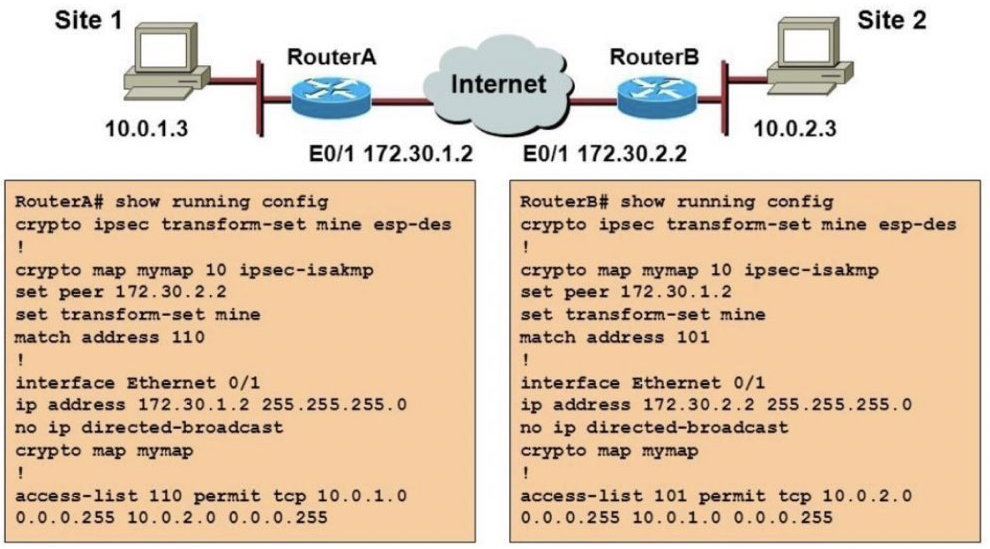 Site 1
Site 2
RouterA
RouterB
Internet
10.0.1.3
10.0.2.3
E0/1 172.30.1.2
E0/1 172.30.2.2
RouterA# show running config
crypto ipsec transform-set mine esp-des
!
crypto map mymap 10 ipsec-isakmp
set peer 172.30.2.2
set transform-set mine
match address 110
!
interface Ethernet 0/1
ip address 172.30.1.2 255.255.255.0
no ip directed-broadcast
crypto map mymap
!
access-list 110 permit tcp 10.0.1.0
0.0.0.255 10.0.2.0 0.0.0.255
RouterB# show running config
crypto ipsec transform-set mine esp-des
!
crypto map mymap 10 ipsec-isakmp
set peer 172.30.1.2
set transform-set mine
match address 101
!
interface Ethernet 0/1
ip address 172.30.2.2 255.255.255.0
no ip directed-broadcast
crypto map mymap
!
access-list 101 permit tcp 10.0.2.0
0.0.0.255 10.0.1.0 0.0.0.255